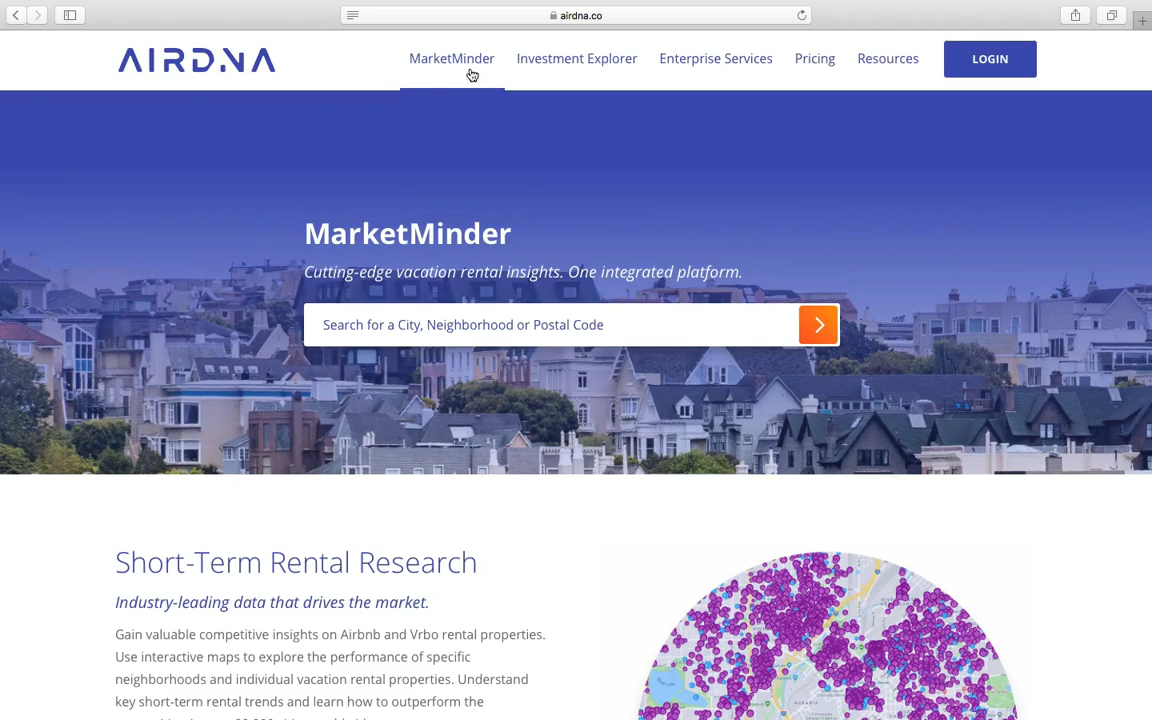 airdna.co
AIRDNA
MarketMinder
Investment Explorer
Enterprise Services
Pricing
Resources
LOGIN
MarketMinder
Cutting-edge vacation rental insights. One integrated platform.
Search for a City, Neighborhood or Postal Code
Short-Term Rental Research
Industry-leading data that drives the market.
Gain valuable competitive insights on Airbnb and Vrbo rental properties.
Use interactive maps to explore the performance of specific
neighborhoods and individual vacation rental properties. Understand
key short-term rental trends and learn how to outperform the